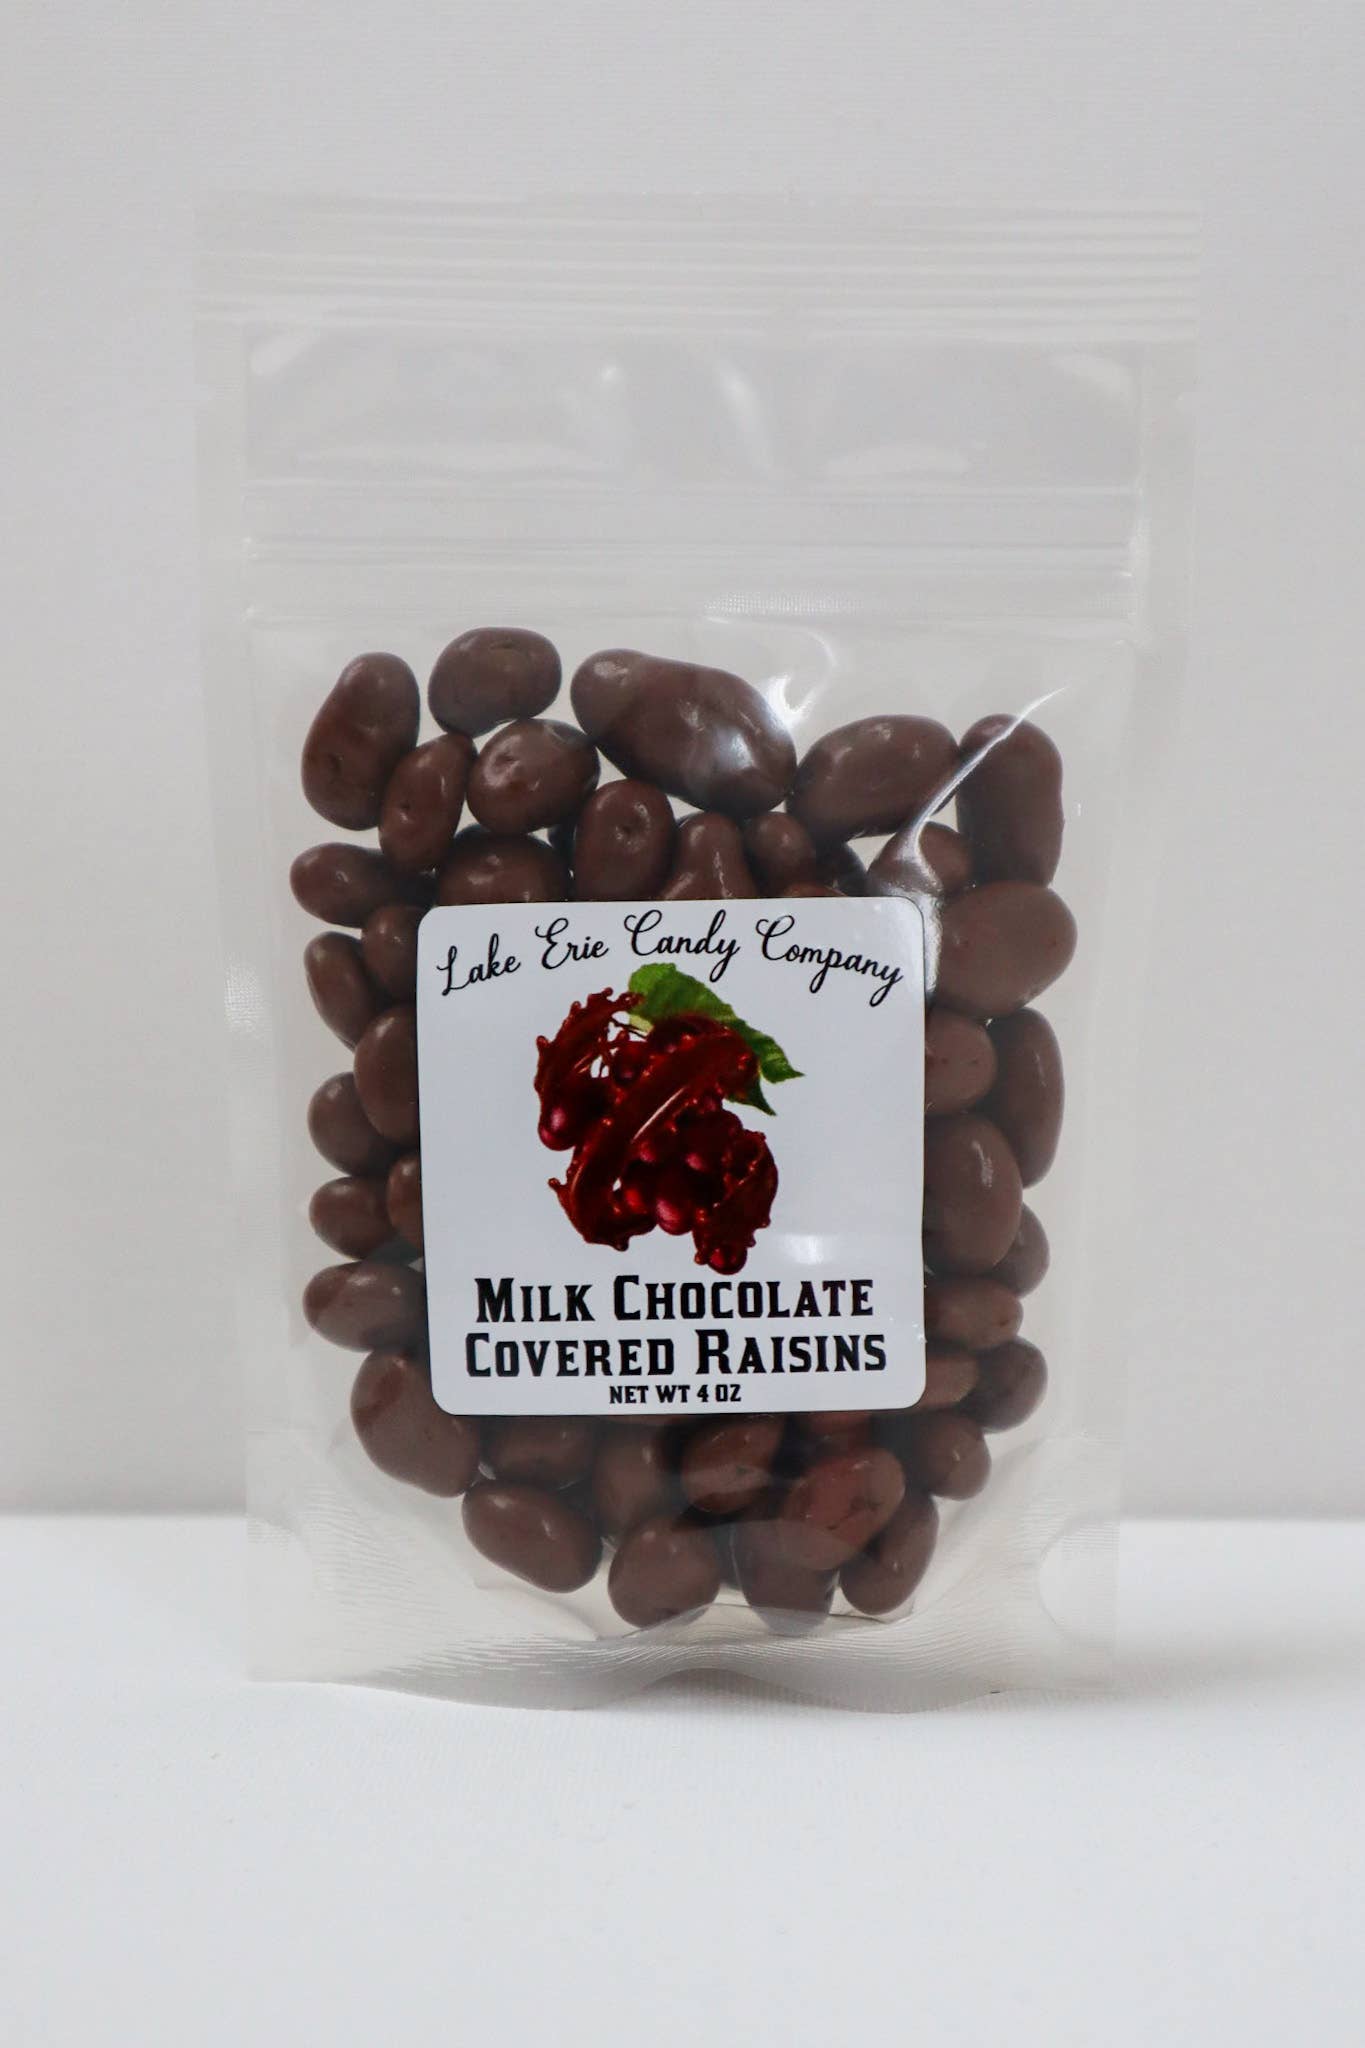 Lake Erie Candy Company
Milk Chocolate
Covered Raisins
NET WT 4 OZ